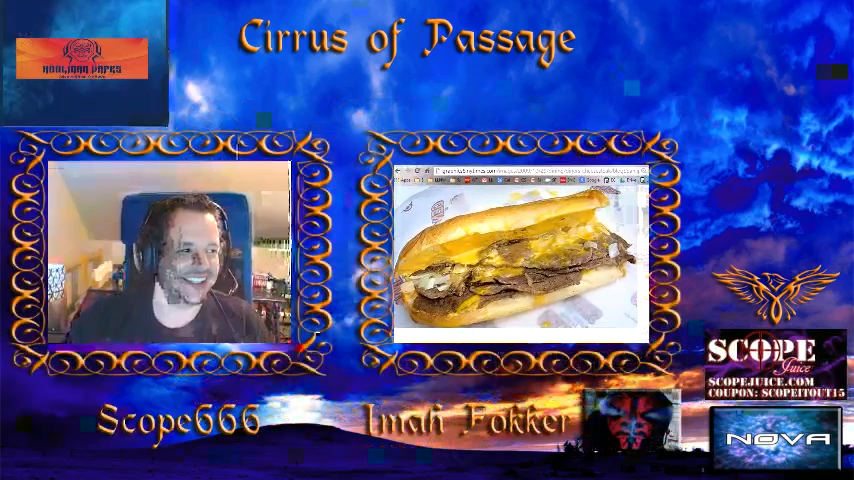 Cirrus of Passage
HOOLIGAN VAPES
Scope666
Imah Fokker
SCOPE
Juice
SCOPEJUICE.COM
COUPON: SCOPEITOUT15
NOVA